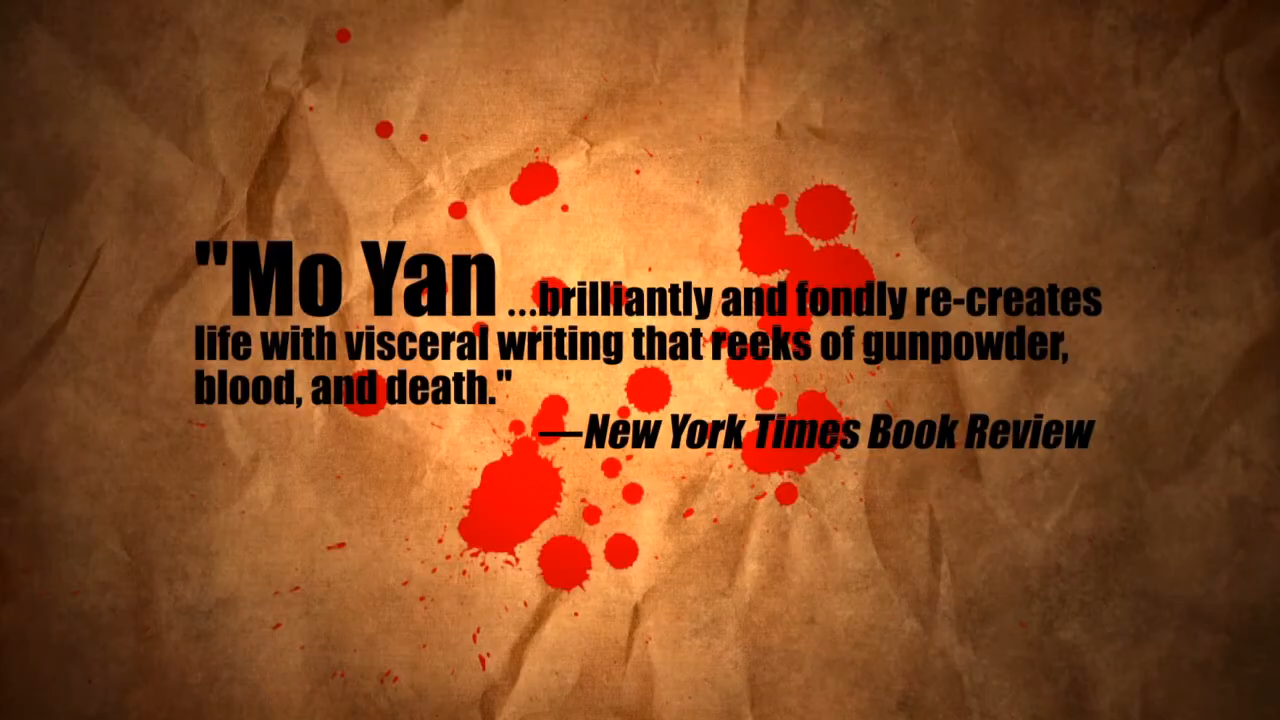 "Mo Yan ...brilliantly and fondly re-creates
life with visceral writing that reeks of gunpowder,
blood, and death."
—New York Times Book Review